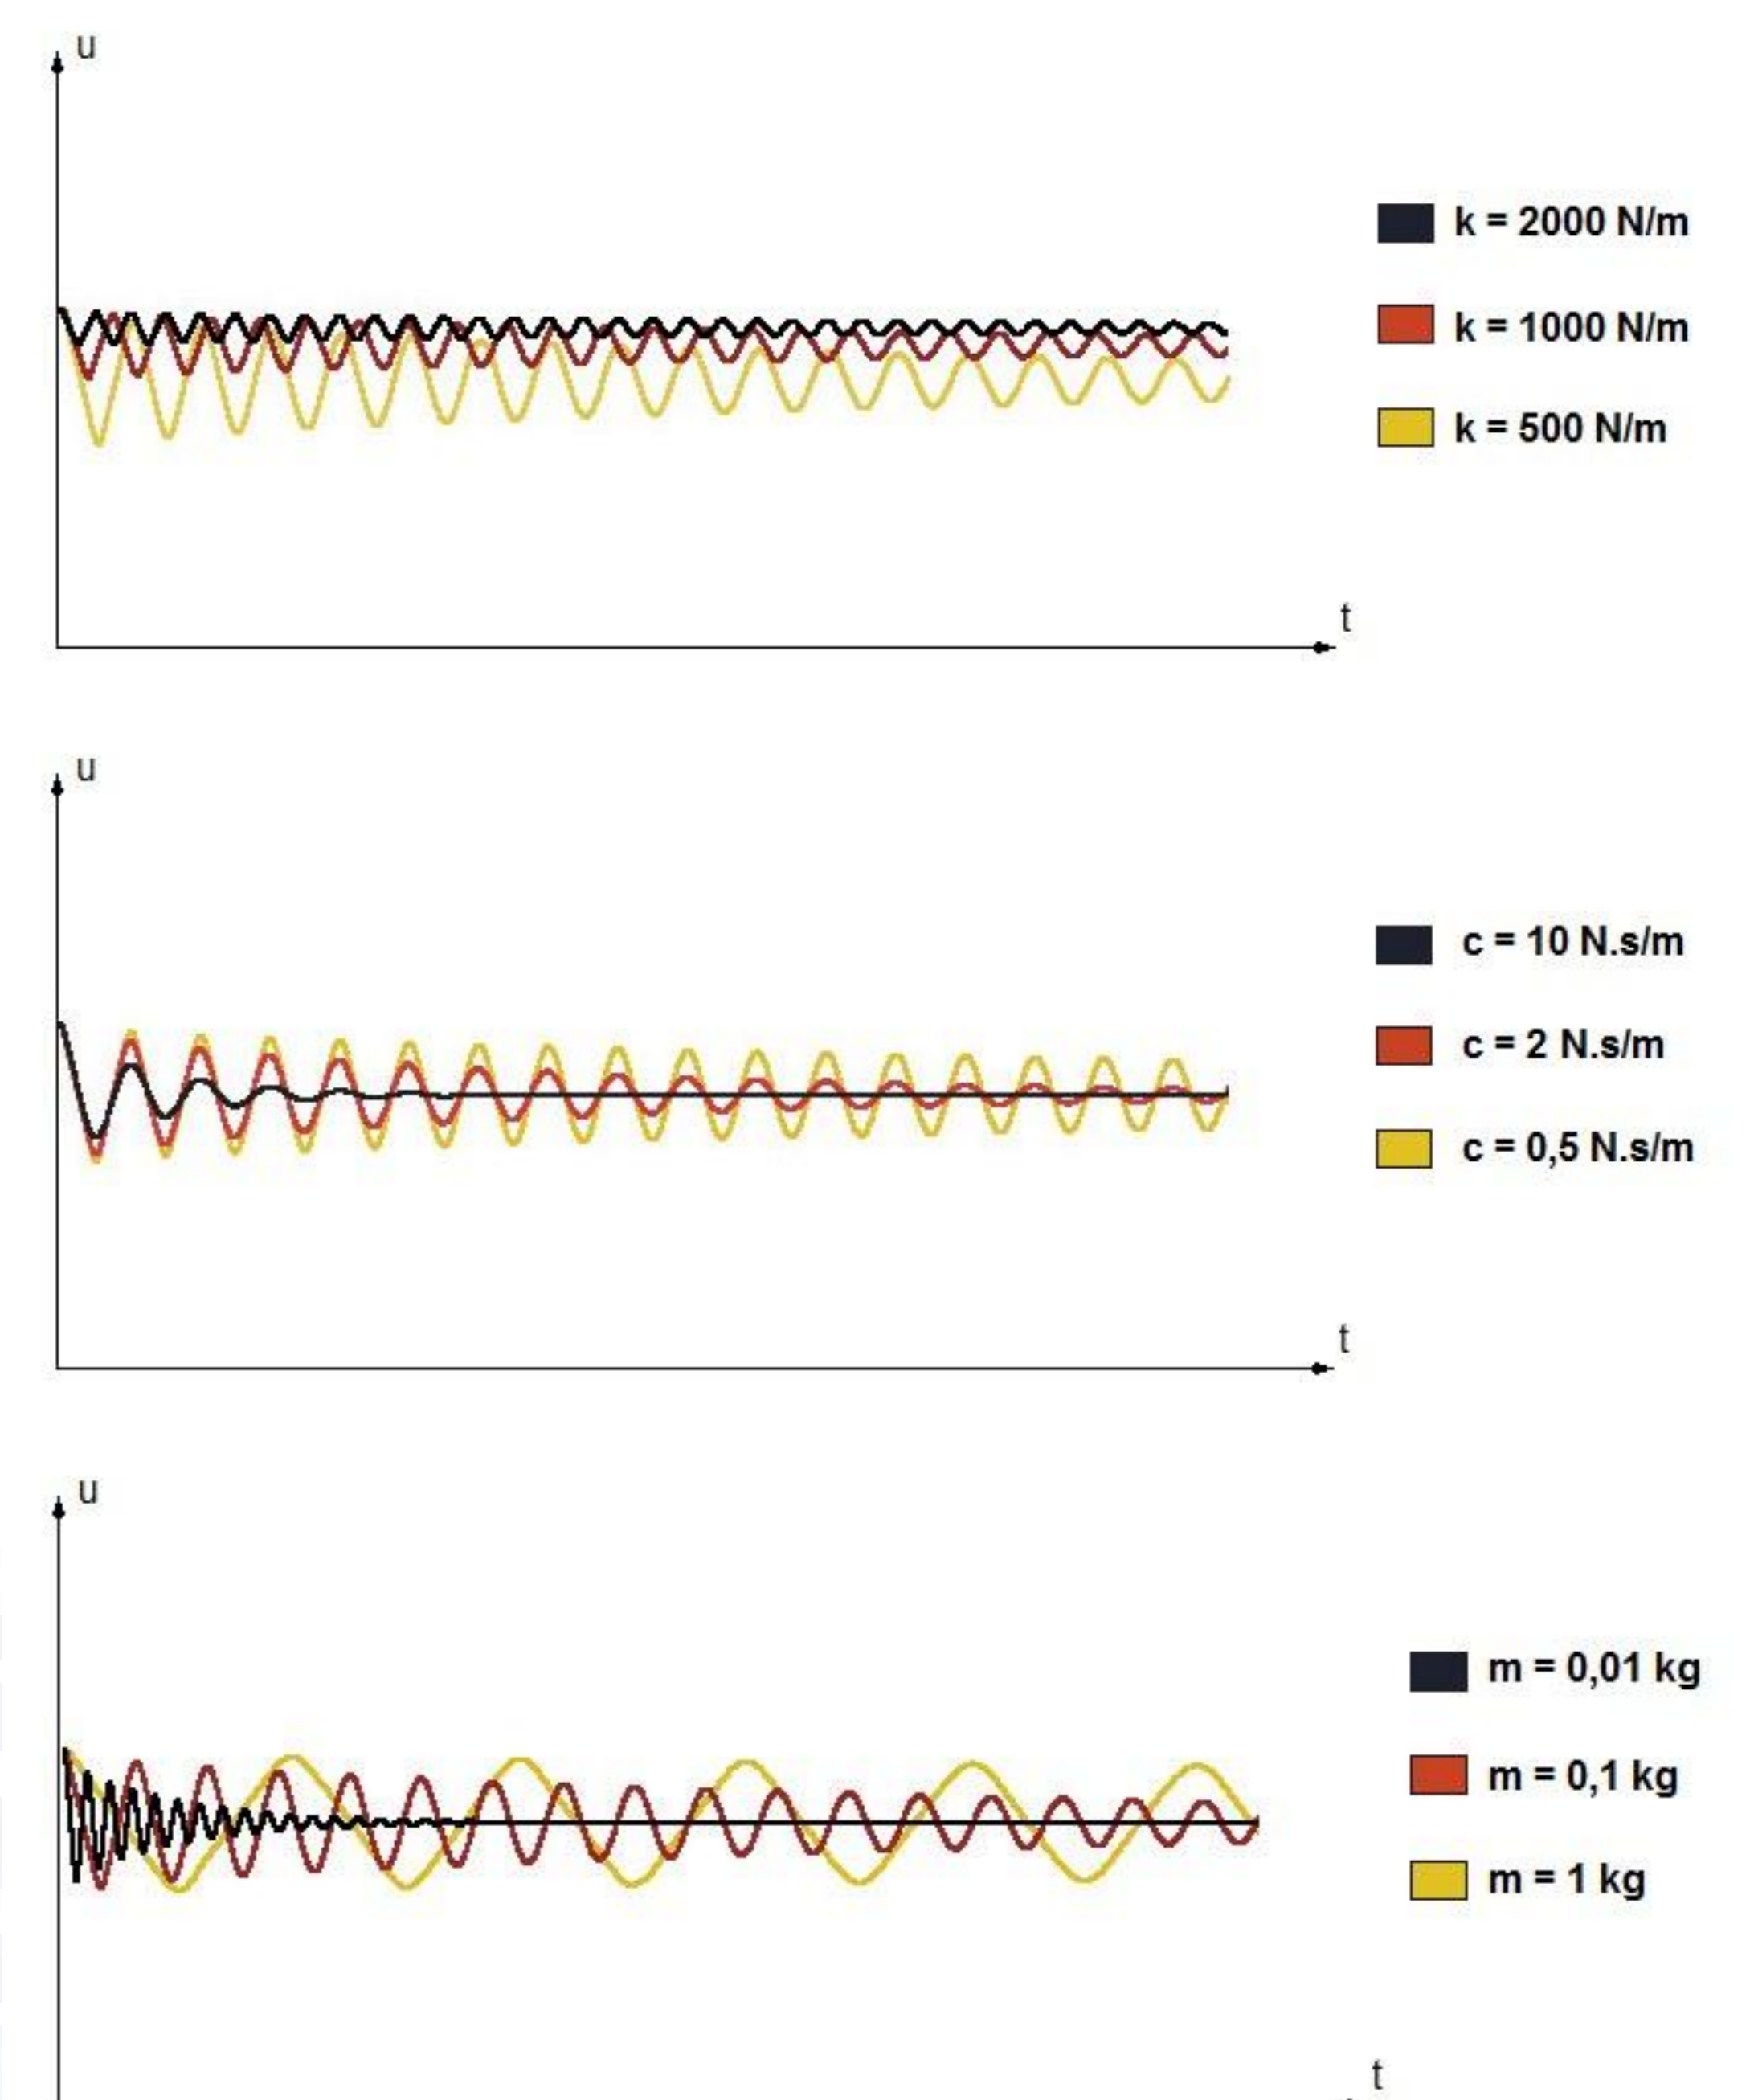 u
k = 2000 N/m
k = 1000 N/m
k = 500 N/m
t
u
c = 10 N.s/m
c = 2 N.s/m
c = 0,5 N.s/m
t
u
m = 0,01 kg
m = 0,1 kg
m = 1 kg
t